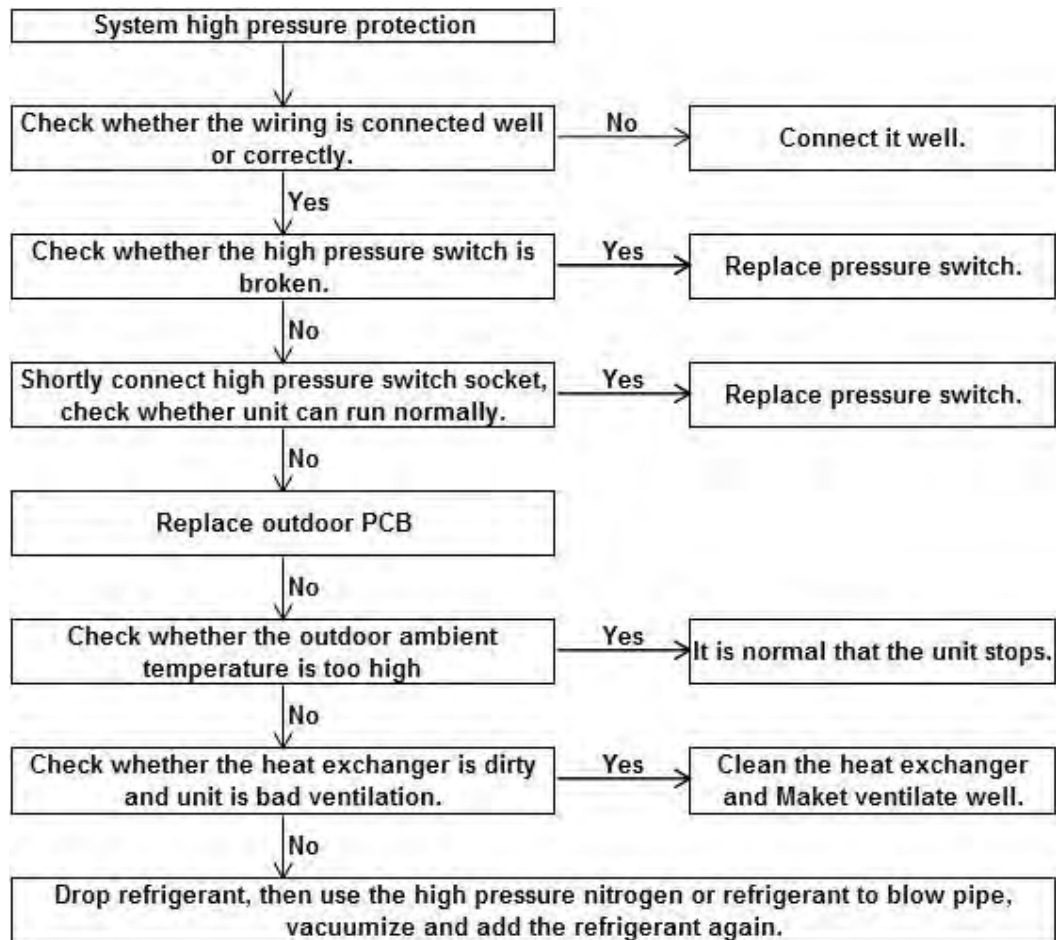 System high pressure protection
Check whether the wiring is connected well
or correctly.
No
Connect it well.
Yes
Check whether the high pressure switch is
broken.
Yes
Replace pressure switch.
No
Shortly connect high pressure switch socket,
check whether unit can run normally.
Yes
Replace pressure switch.
No
Replace outdoor PCB
No
Check whether the outdoor ambient
temperature is too high
Yes
It is normal that the unit stops.
No
Check whether the heat exchanger is dirty
and unit is bad ventilation.
Yes
Clean the heat exchanger
and Maket ventilate well.
No
Drop refrigerant, then use the high pressure nitrogen or refrigerant to blow pipe,
vacuumize and add the refrigerant again.